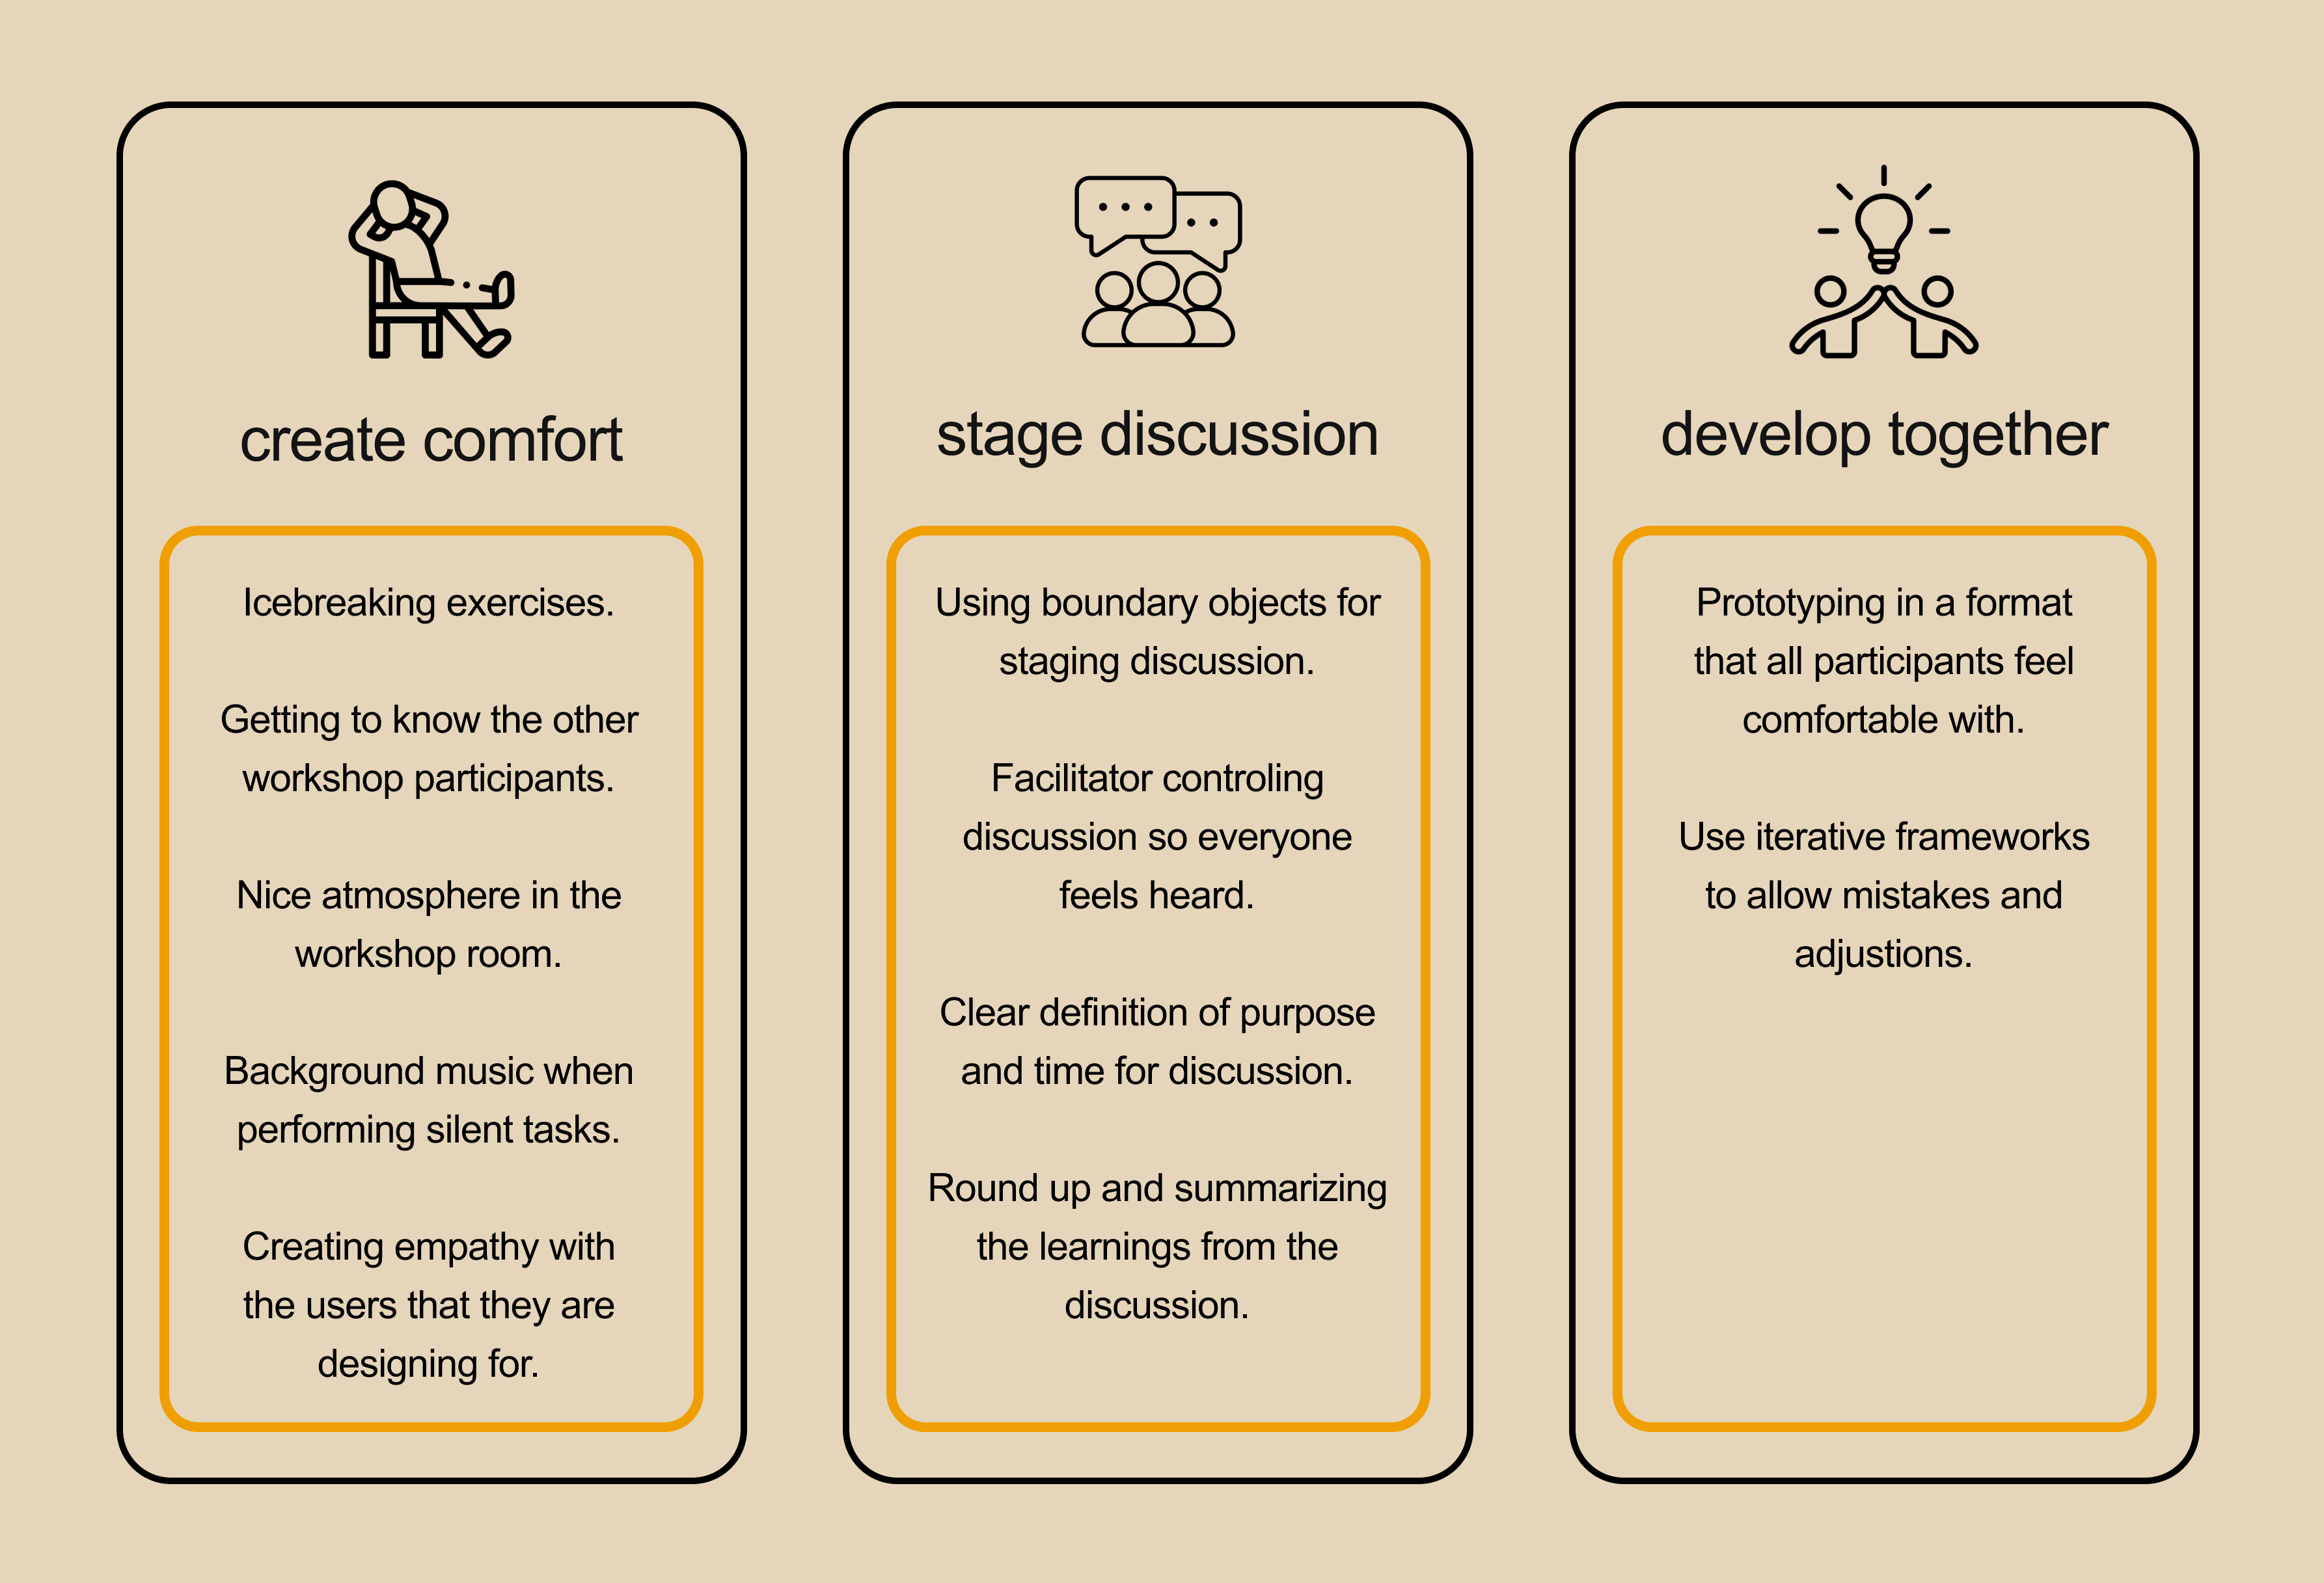 create comfort
Icebreaking exercises.
Getting to know the other
workshop participants.
Nice atmosphere in the
workshop room.
Background music when
performing silent tasks.
Creating empathy with
the users that they are
designing for.
stage discussion
Using boundary objects for
staging discussion.
Facilitator controling
discussion so everyone
feels heard.
Clear definition of purpose
and time for discussion.
Round up and summarizing
the learnings from the
discussion.
develop together
Prototyping in a format
that all participants feel
comfortable with.
Use iterative frameworks
to allow mistakes and
adjustions.